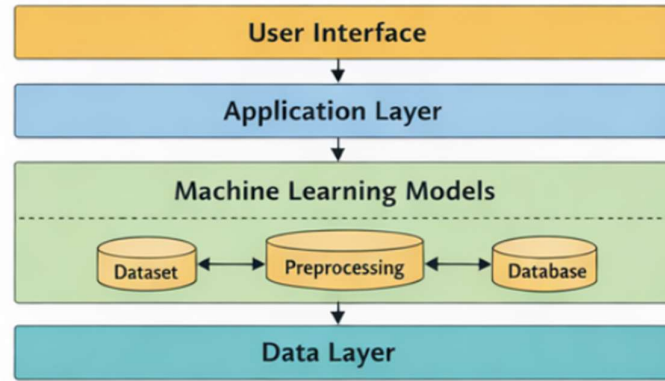 User Interface
Application Layer
Machine Learning Models
Dataset
Preprocessing
Database
Data Layer